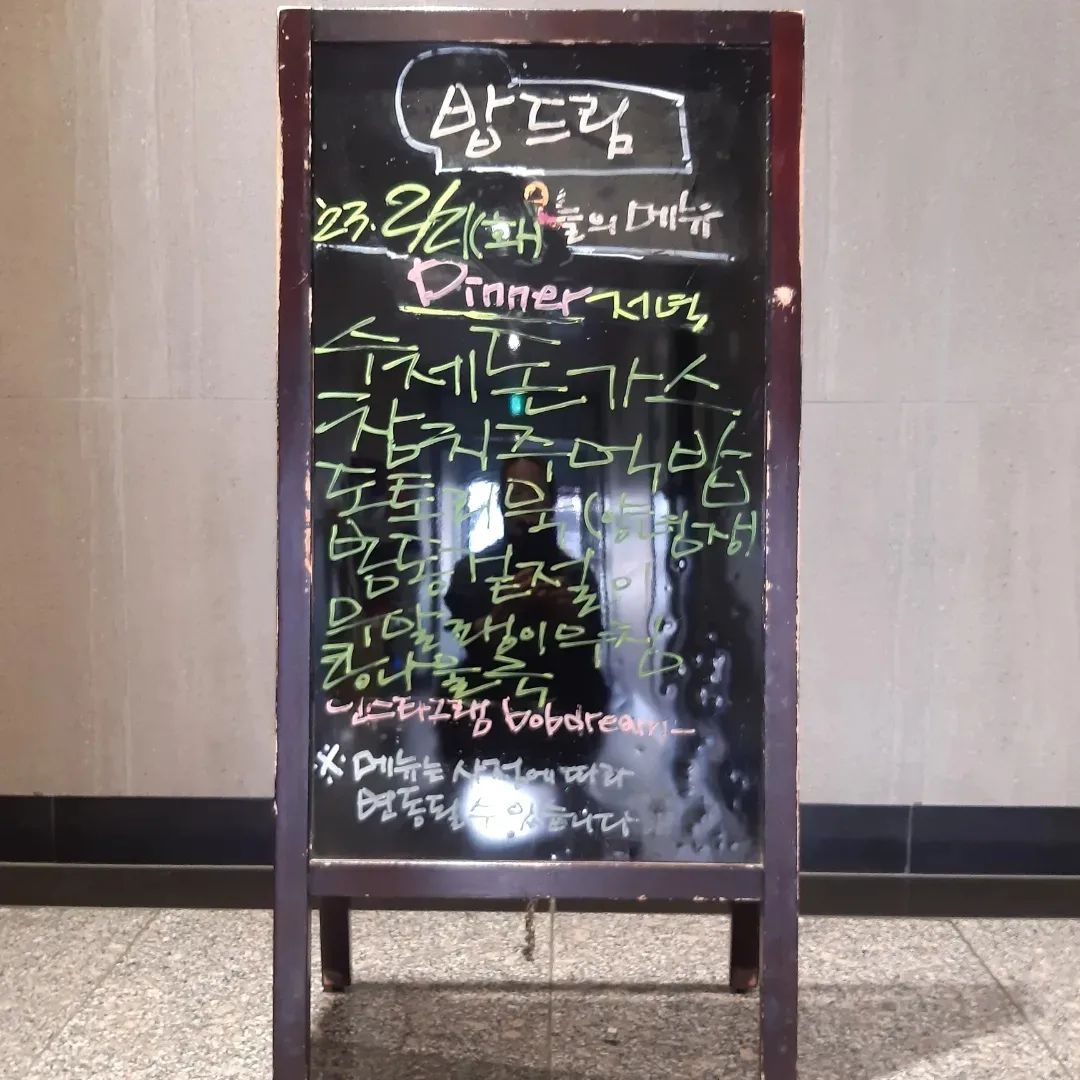 밥드림
'23. 2/21(화) 오늘의 메뉴
Dinner 저녁
수제돈가스
참치주먹밥
도토리묵(양념장)
봄동겉절이
무말랭이무침
콩나물국
-인스타그램 bobdream-
※ 메뉴는 사정에 따라
변동될 수 있습니다